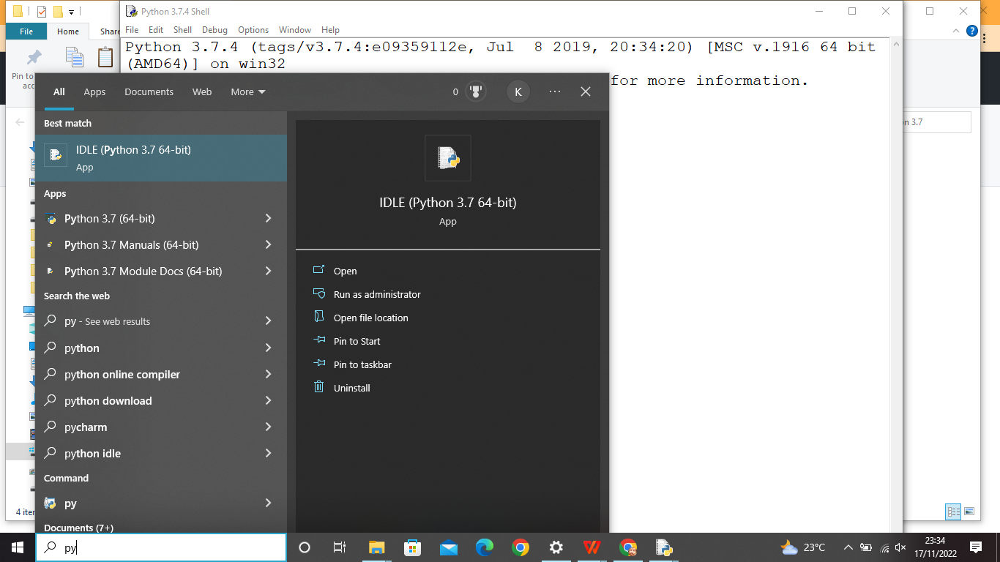 Python 3.7.4 Shell
File
Home
Share
File Edit Shell Debug Options Window Help
Python 3.7.4 (tags/v3.7.4:e09359112e, Jul 8 2019, 20:34:20) [MSC v.1916 64 bit
(AMD64)] on win32
for more information.
Pin to
acc
3.7
4
All Apps Documents Web More
0
K
Best match
IDLE (Python 3.7 64-bit)
App
Apps
Python 3.7 (64-bit)
Python 3.7 Manuals (64-bit)
Python 3.7 Module Docs (64-bit)
Search the web
py - See web results
python
python online compiler
python download
pycharm
python idle
Command
py
Documents (7+)
IDLE (Python 3.7 64-bit)
App
Open
Run as administrator
Open file location
Pin to Start
Pin to taskbar
Uninstall
py
23°C
23:34
17/11/2022